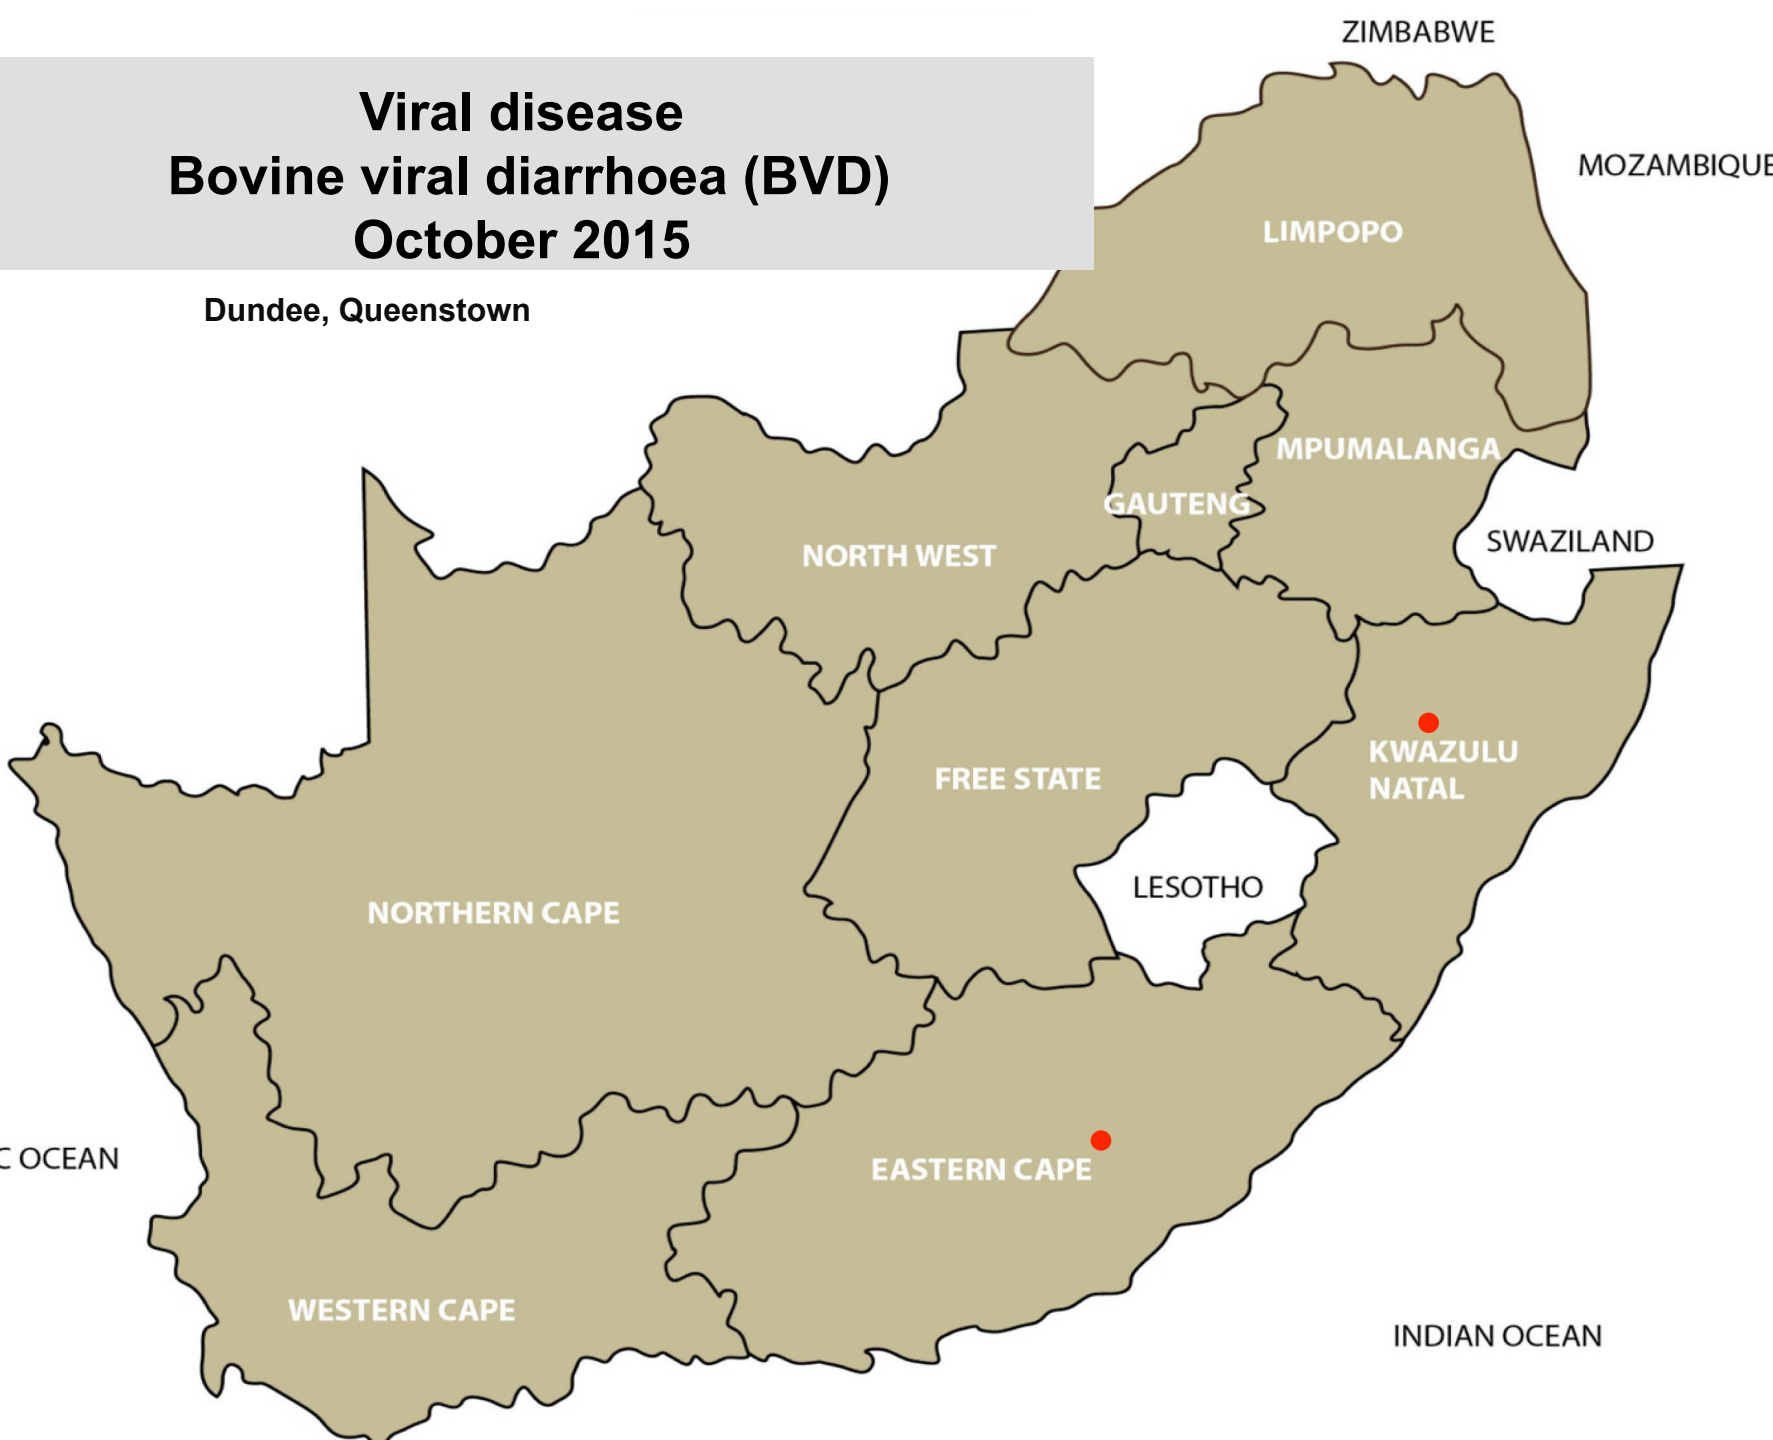 ZIMBABWE
Viral disease
Bovine viral diarrhoea (BVD)
October 2015
MOZAMBIQUE
LIMPOPO
Dundee, Queenstown
MPUMALANGA
GAUTENG
SWAZILAND
NORTH WEST
KWAZULU
NATAL
FREE STATE
LESOTHO
NORTHERN CAPE
C OCEAN
EASTERN CAPE
WESTERN CAPE
INDIAN OCEAN